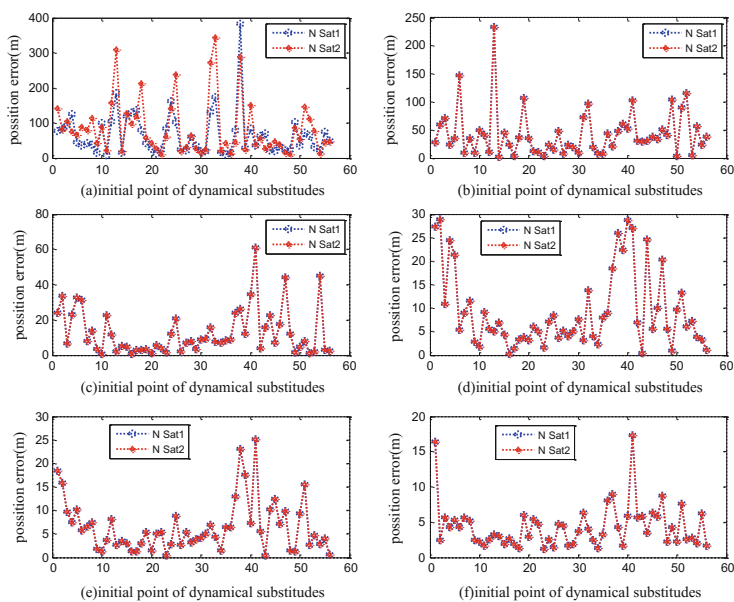 400
300
200
100
0
possition error(m)
N Sat1
N Sat2
0 10 20 30 40 50 60
(a)initial point of dynamical substitudes
250
200
150
100
50
0
possition error(m)
N Sat1
N Sat2
0 10 20 30 40 50 60
(b)initial point of dynamical substitudes
80
60
40
20
0
possition error(m)
N Sat1
N Sat2
0 10 20 30 40 50 60
(c)initial point of dynamical substitudes
30
25
20
15
10
5
0
possition error(m)
N Sat1
N Sat2
0 10 20 30 40 50 60
(d)initial point of dynamical substitudes
30
25
20
15
10
5
0
possition error(m)
N Sat1
N Sat2
0 10 20 30 40 50 60
(e)initial point of dynamical substitudes
20
15
10
5
0
possition error(m)
N Sat1
N Sat2
0 10 20 30 40 50 60
(f)initial point of dynamical substitudes